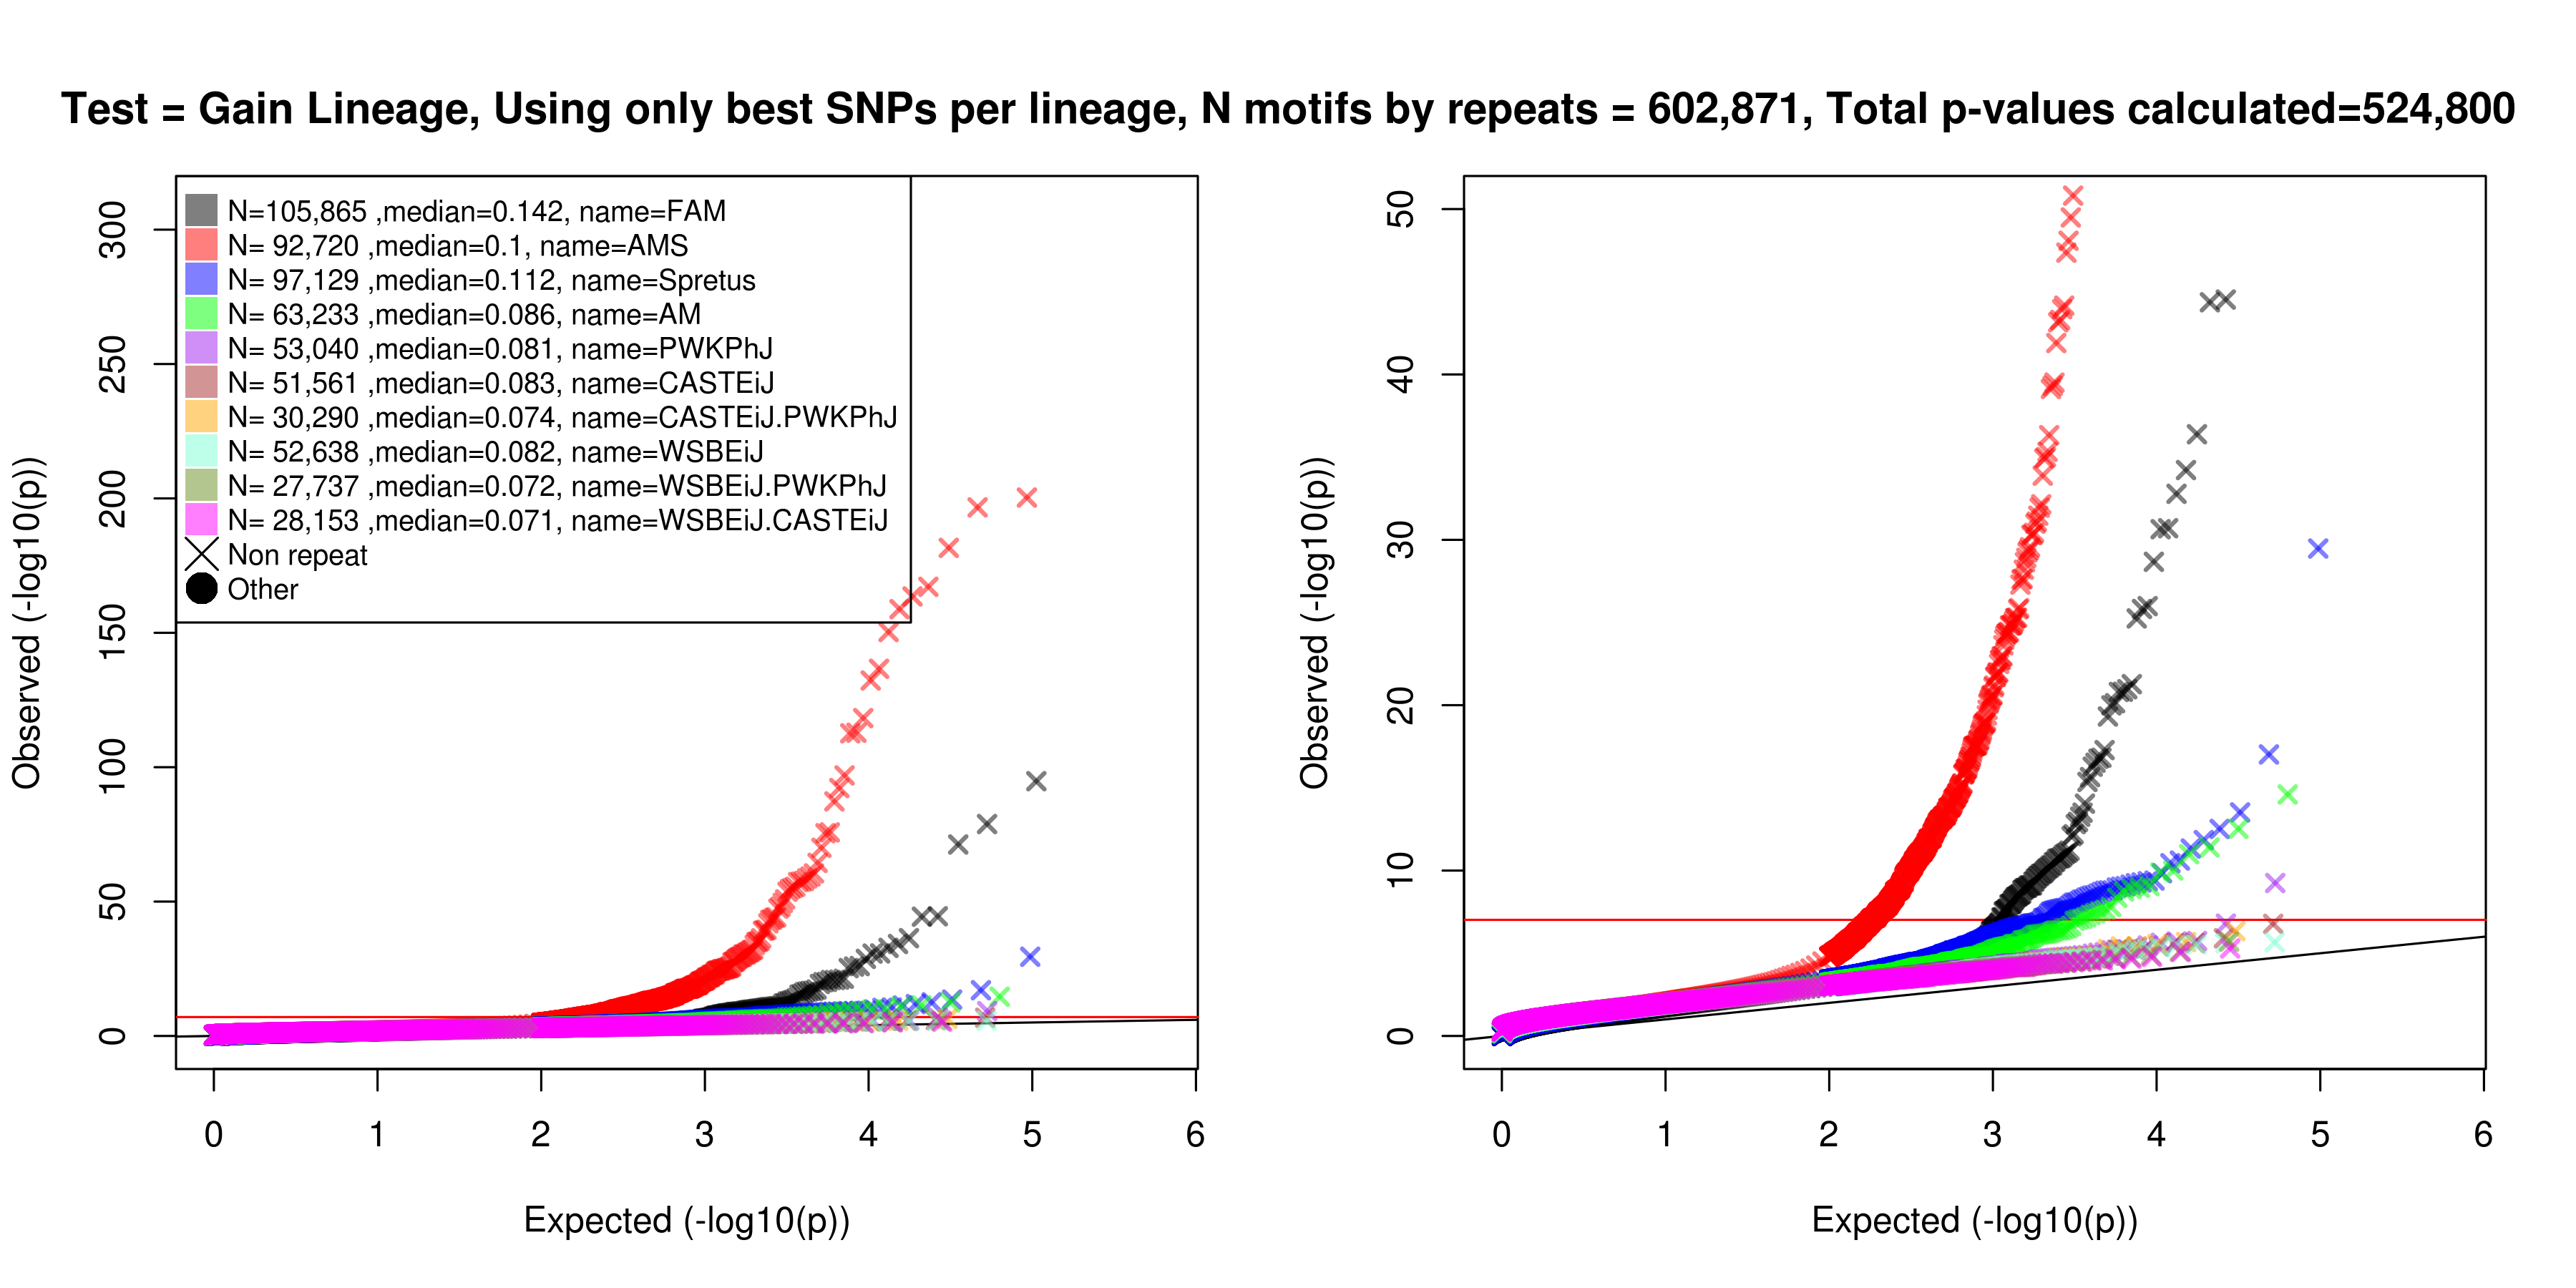 Test = Gain Lineage, Using only best SNPs per lineage, N motifs by repeats = 602,871, Total p-values calculated=524,800
N=105,865 ,median=0.142, name=FAM
N= 92,720 ,median=0.1, name=AMS
N= 97,129 ,median=0.112, name=Spretus
N= 63,233 ,median=0.086, name=AM
N= 53,040 ,median=0.081, name=PWKPhJ
N= 51,561 ,median=0.083, name=CASTEiJ
N= 30,290 ,median=0.074, name=CASTEiJ.PWKPhJ
N= 52,638 ,median=0.082, name=WSBEiJ
N= 27,737 ,median=0.072, name=WSBEiJ.PWKPhJ
N= 28,153 ,median=0.071, name=WSBEiJ.CASTEiJ
Non repeat
Other
Observed (-log10(p))
300
250
200
150
100
50
0
0 1 2 3 4 5 6
Expected (-log10(p))
Observed (-log10(p))
50
40
30
20
10
0
0 1 2 3 4 5 6
Expected (-log10(p))